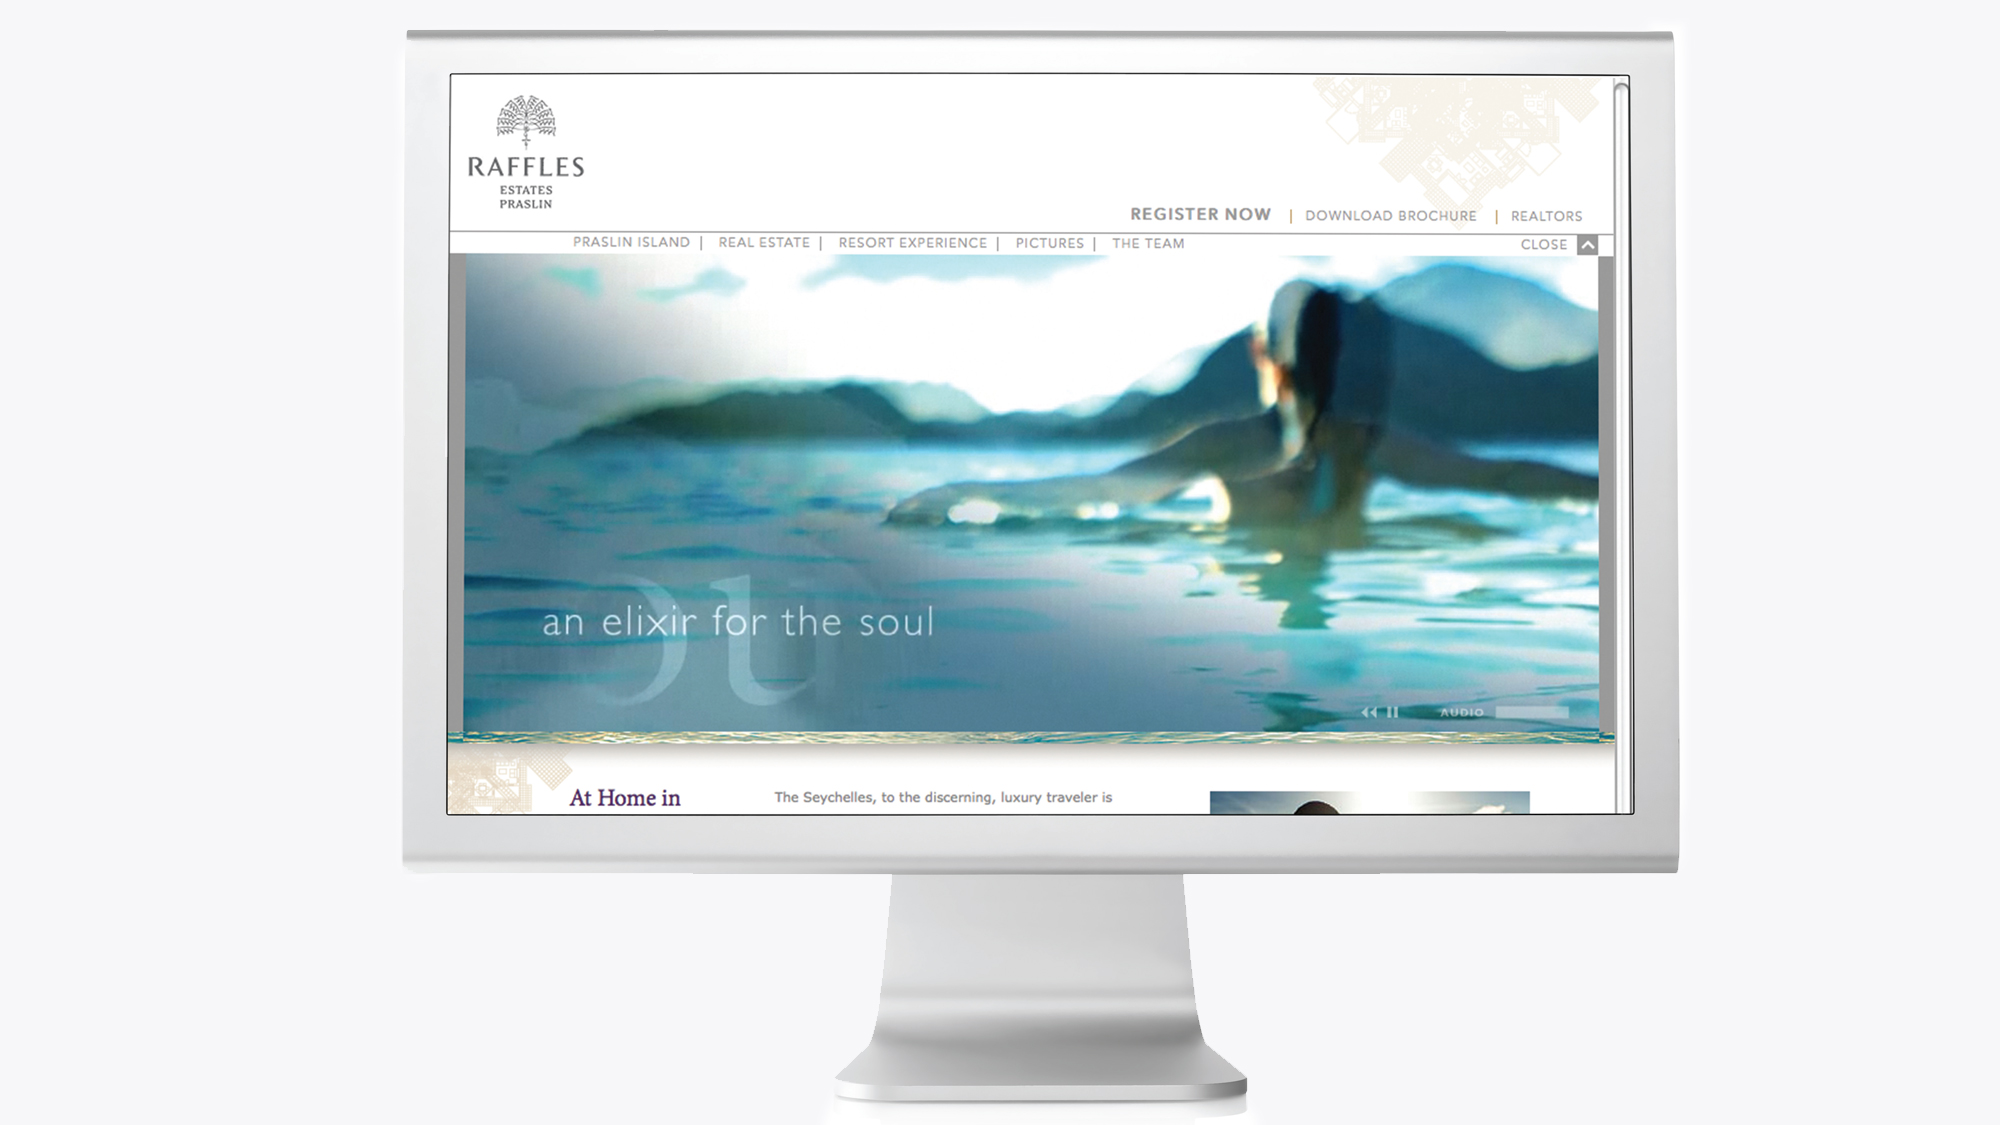 RAFFLES
ESTATES
PRASLIN
REGISTER NOW | DOWNLOAD BROCHURE | REALTORS
PRASLIN ISLAND | REAL ESTATE | RESORT EXPERIENCE | PICTURES | THE TEAM
CLOSE
ou
an elixir for the soul
AUDIO
At Home in
The Seychelles, to the discerning, luxury traveler is